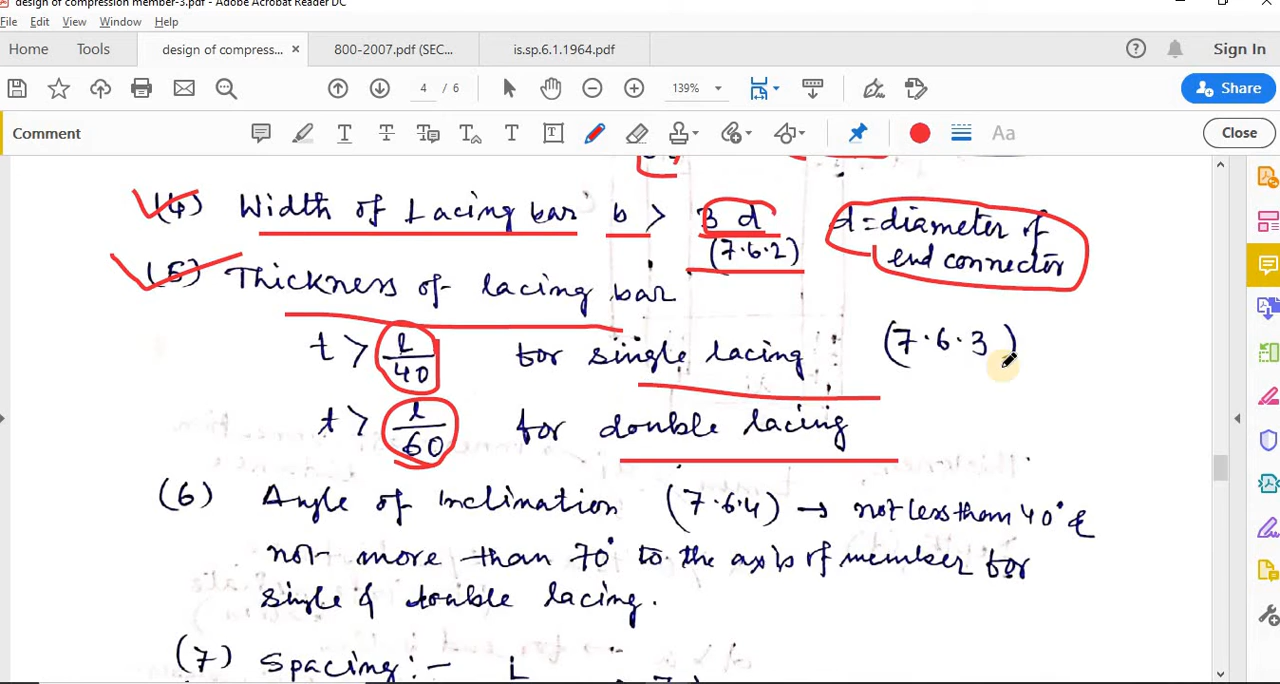 design of compression member-3.pdf - Adobe Acrobat Reader DC
File Edit View Window Help
Home Tools design of compress... × 800-2007.pdf (SEC... is.sp.6.1.1964.pdf Sign In
4 / 6 139% Share
Comment Aa Close
(4) Width of Lacing bar b > 3 d d = diameter of
(7.6.2) end connector
(5) Thickness of lacing bar
t > l/40 for single lacing (7.6.3)
t > l/60 for double lacing
(6) Angle of Inclination (7.6.4) → not less than 40° &
not more than 70° to the axis of member for
single & double lacing.
(7) Spacing :- L